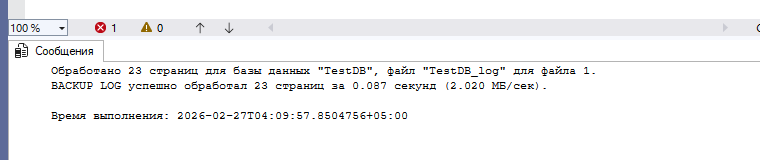 100 %
1
0
Сообщения
Обработано 23 страниц для базы данных "TestDB", файл "TestDB_log" для файла 1.
BACKUP LOG успешно обработал 23 страниц за 0.087 секунд (2.020 МБ/сек).
Время выполнения: 2026-02-27T04:09:57.8504756+05:00